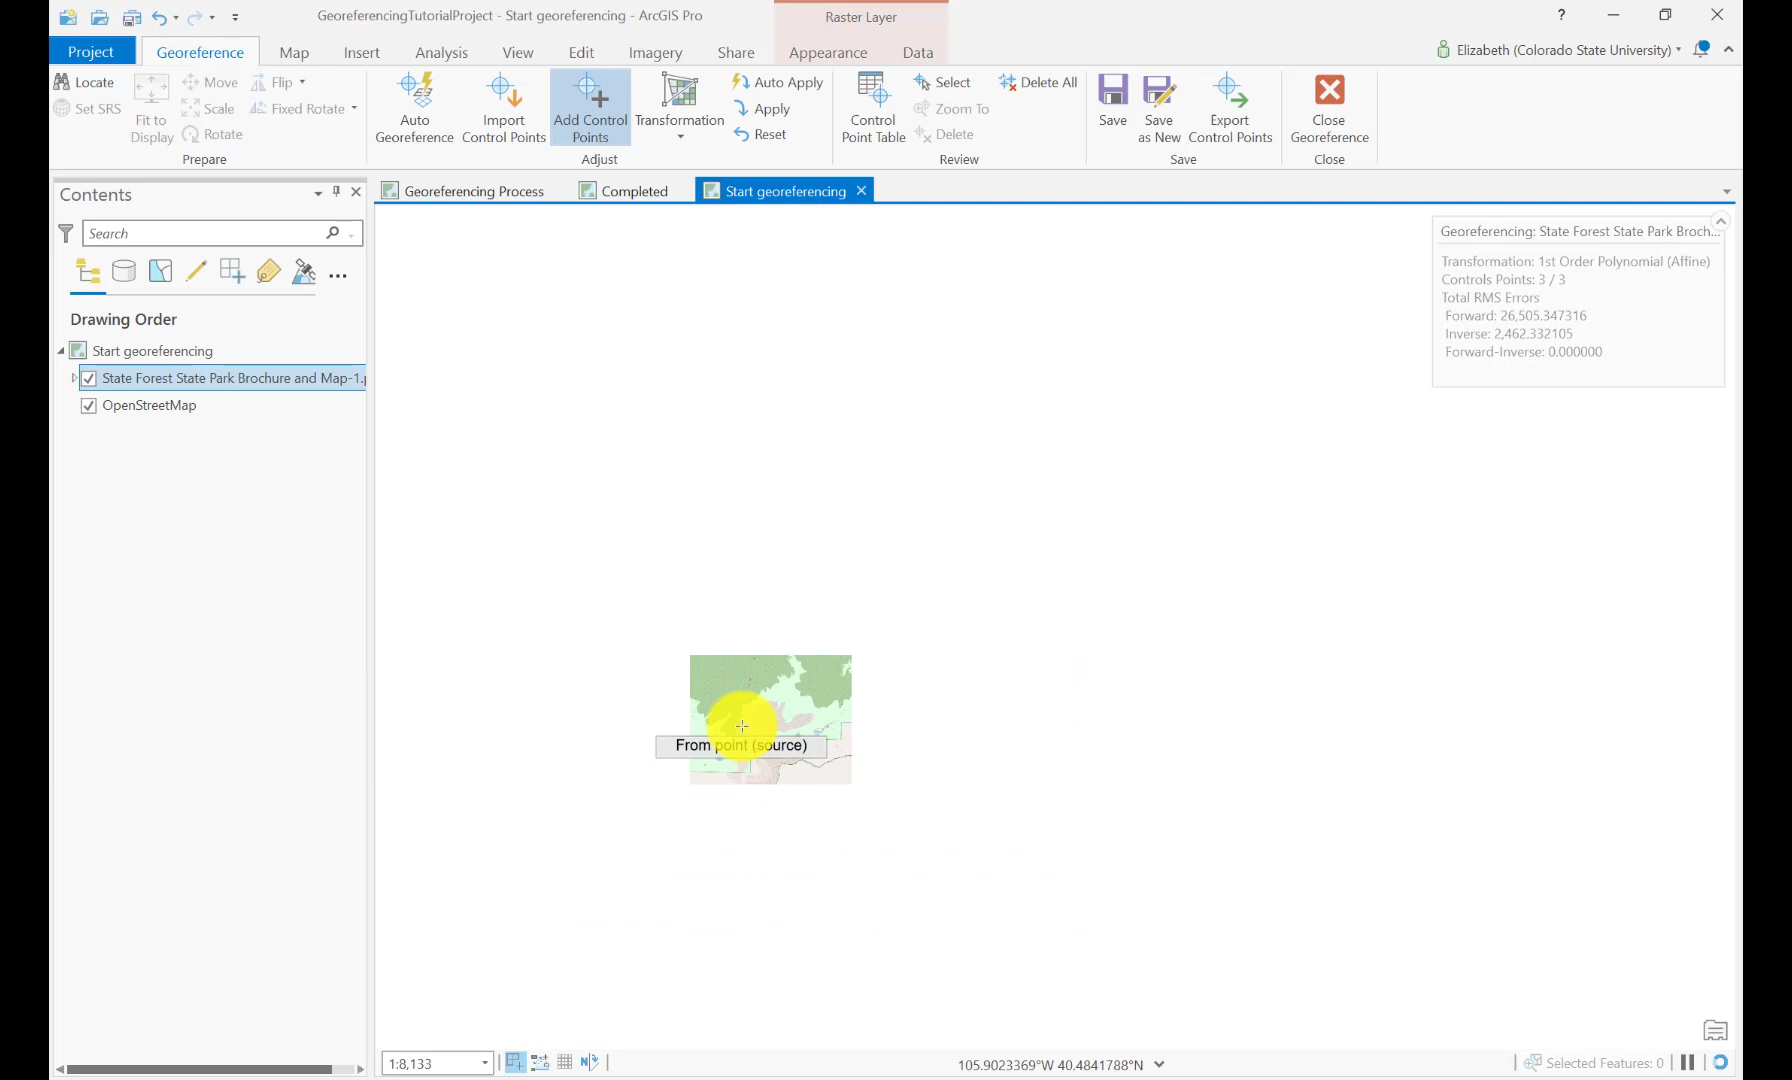 GeoreferencingTutorialProject - Start georeferencing - ArcGIS Pro
Raster Layer
?
Project
Georeference
Map
Insert
Analysis
View
Edit
Imagery
Share
Appearance
Data
Elizabeth (Colorado State University)
Locate
Set SRS
Fit to
Display
Move
Scale
Rotate
Flip
Fixed Rotate
Prepare
Auto
Georeference
Import
Control Points
Add Control
Points
Transformation
Auto Apply
Apply
Reset
Adjust
Control
Point Table
Select
Zoom To
Delete
Delete All
Review
Save
Save
as New
Export
Control Points
Save
Close
Georeference
Close
Contents
Search
Drawing Order
Start georeferencing
State Forest State Park Brochure and Map-1.p
OpenStreetMap
Georeferencing Process
Completed
Start georeferencing
Georeferencing: State Forest State Park Broch...
Transformation: 1st Order Polynomial (Affine)
Controls Points: 3 / 3
Total RMS Errors
Forward: 26,505.347316
Inverse: 2,462.332105
Forward-Inverse: 0.000000
From point (source)
1:8,133
N
105.9023369°W 40.4841788°N
Selected Features: 0